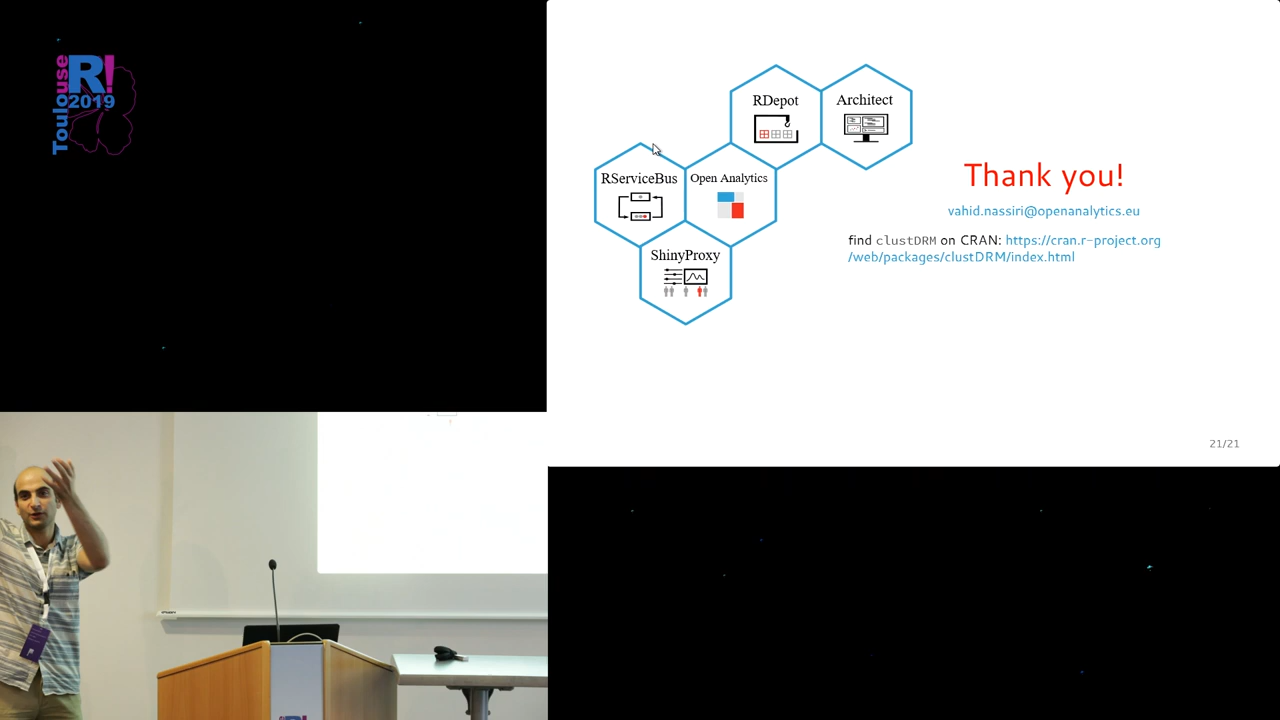 Toulouse
R!
2019
RDepot
Architect
RServiceBus
Open Analytics
ShinyProxy
Thank you!
vahid.nassiri@openanalytics.eu
find clustDRM on CRAN: https://cran.r-project.org
/web/packages/clustDRM/index.html
21/21
R!